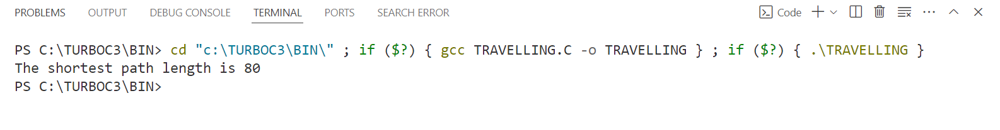 PROBLEMS OUTPUT DEBUG CONSOLE TERMINAL PORTS SEARCH ERROR Code
PS C:\TURBOC3\BIN> cd "c:\TURBOC3\BIN\" ; if ($?) { gcc TRAVELLING.C -o TRAVELLING } ; if ($?) { .\TRAVELLING }
The shortest path length is 80
PS C:\TURBOC3\BIN>